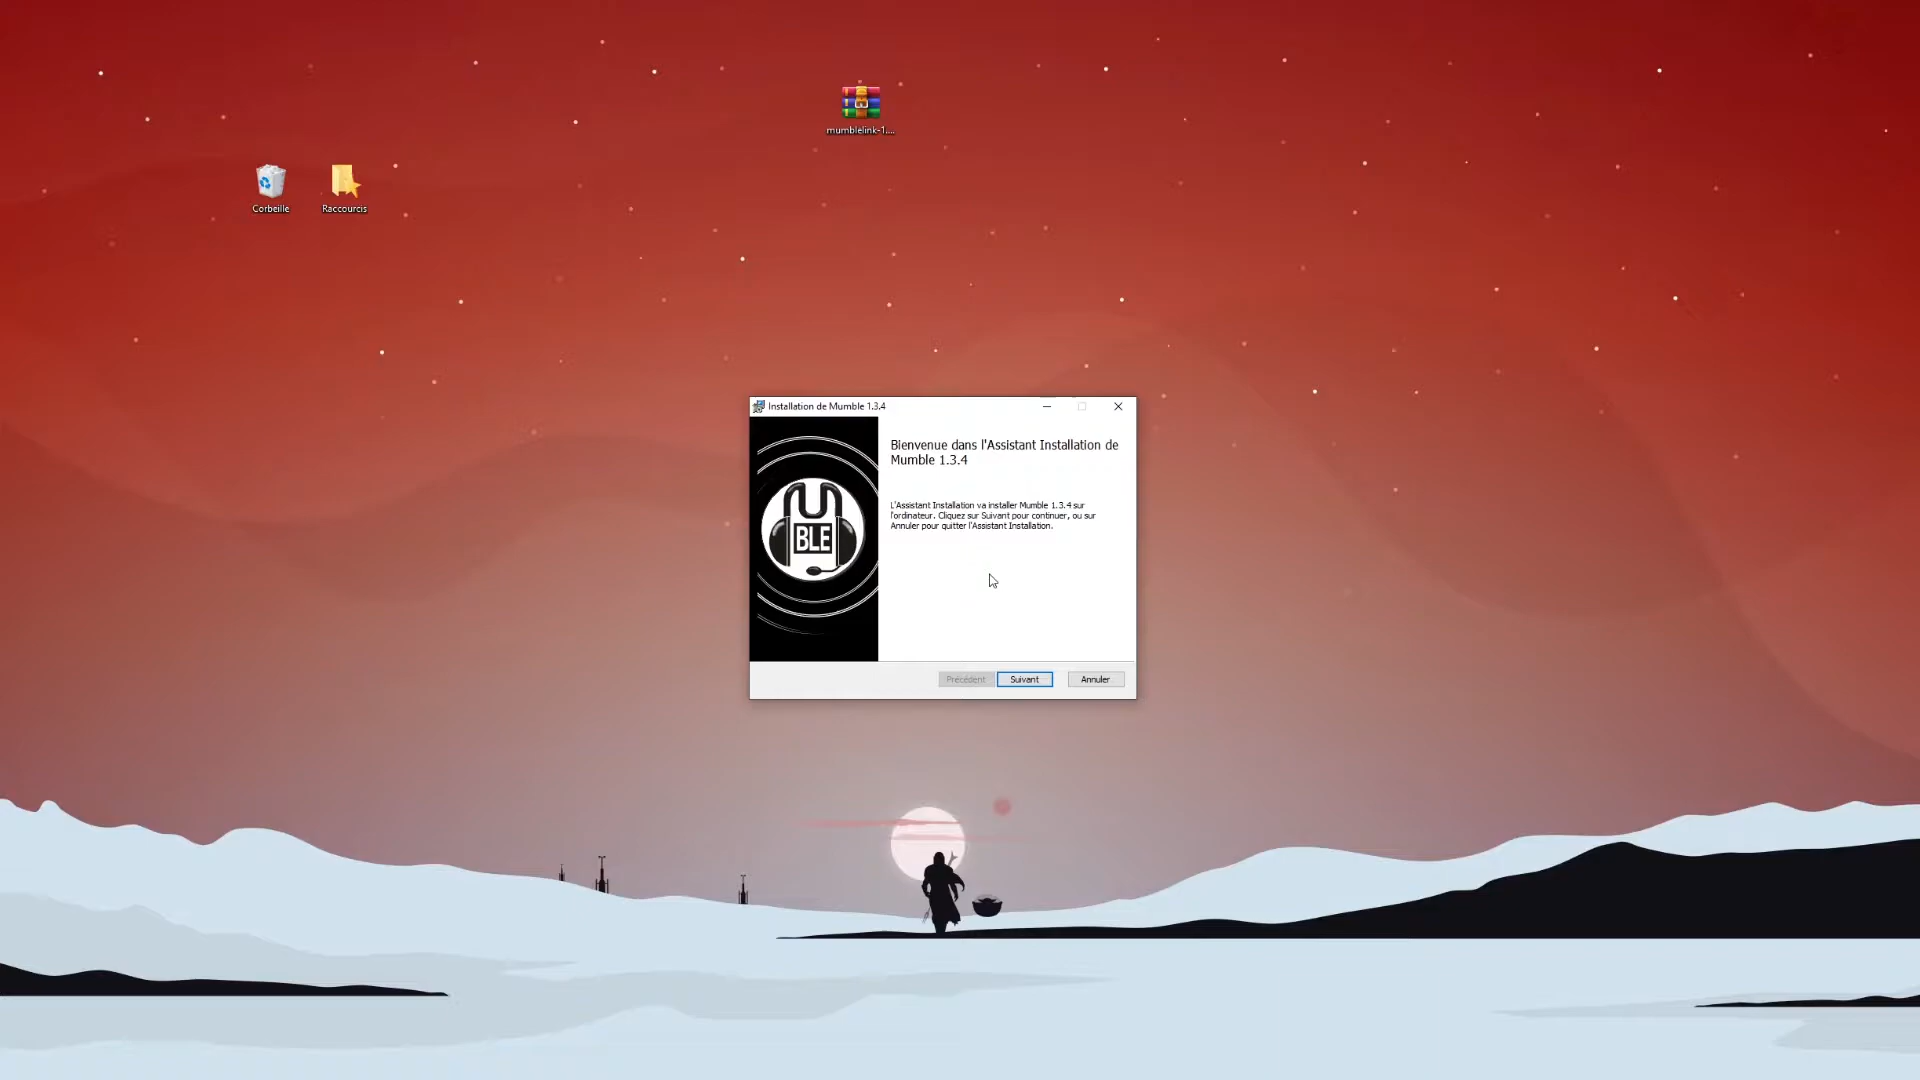 mumblelink-1....
Corbeille
Raccourcis
Installation de Mumble 1.3.4
Bienvenue dans l'Assistant Installation de
Mumble 1.3.4
L'Assistant Installation va installer Mumble 1.3.4 sur
l'ordinateur. Cliquez sur Suivant pour continuer, ou sur
Annuler pour quitter l'Assistant Installation.
BLE
Précédent
Suivant
Annuler